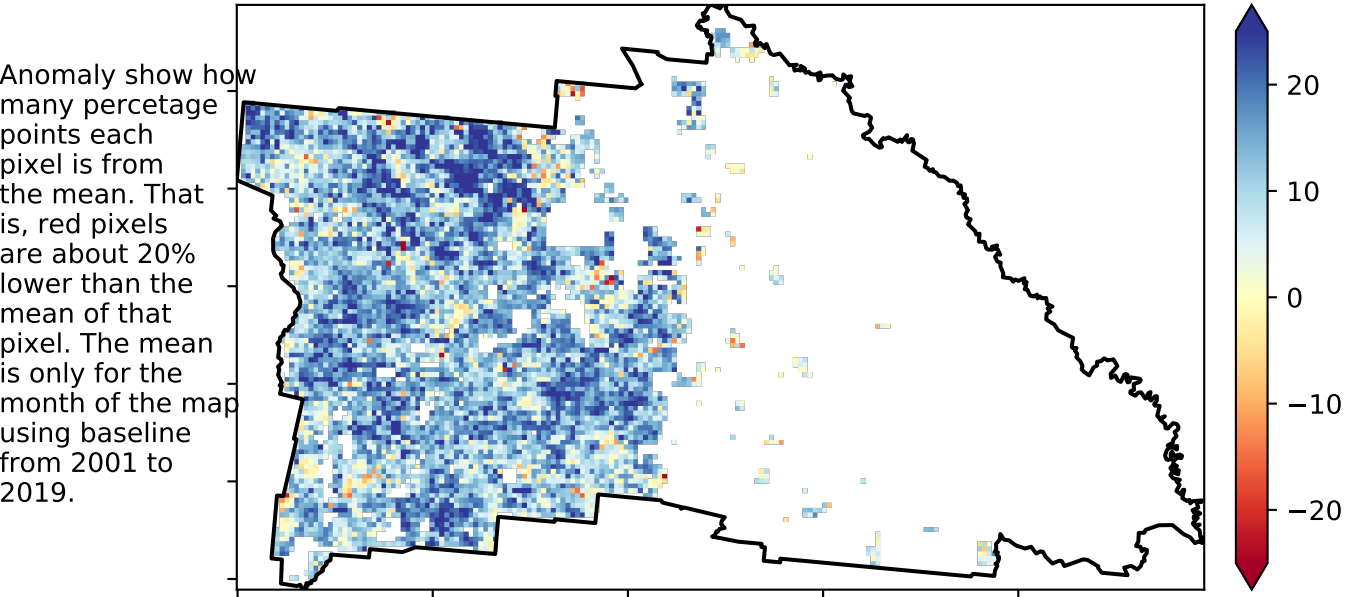 Anomaly show how
many percetage
points each
pixel is from
the mean. That
is, red pixels
are about 20%
lower than the
mean of that
pixel. The mean
is only for the
month of the map
using baseline
from 2001 to
2019.
20
10
0
−10
−20